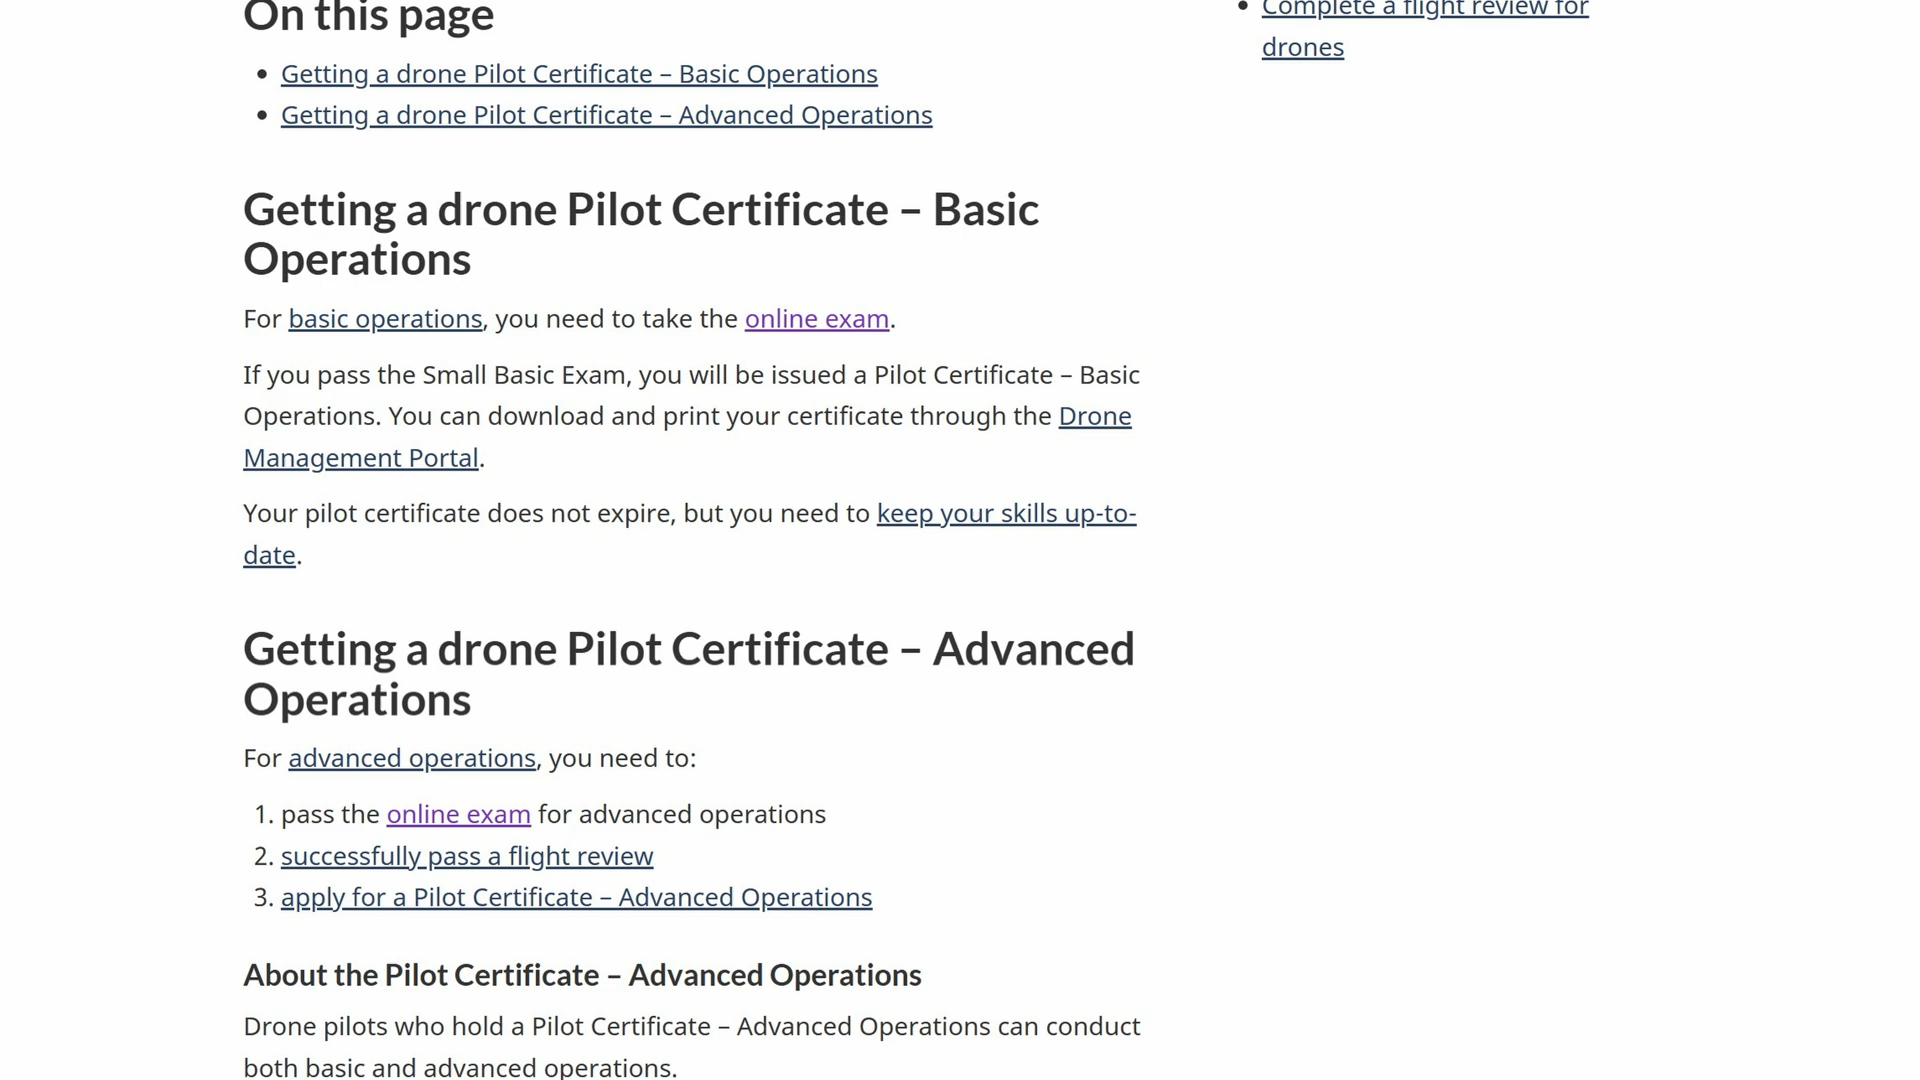 On this page
Getting a drone Pilot Certificate – Basic Operations
Getting a drone Pilot Certificate – Advanced Operations
Getting a drone Pilot Certificate – Basic
Operations
For basic operations, you need to take the online exam.
If you pass the Small Basic Exam, you will be issued a Pilot Certificate – Basic
Operations. You can download and print your certificate through the Drone
Management Portal.
Your pilot certificate does not expire, but you need to keep your skills up-to-
date.
Getting a drone Pilot Certificate – Advanced
Operations
For advanced operations, you need to:
1. pass the online exam for advanced operations
2. successfully pass a flight review
3. apply for a Pilot Certificate – Advanced Operations
About the Pilot Certificate – Advanced Operations
Drone pilots who hold a Pilot Certificate – Advanced Operations can conduct
both basic and advanced operations.
Complete a flight review for
drones